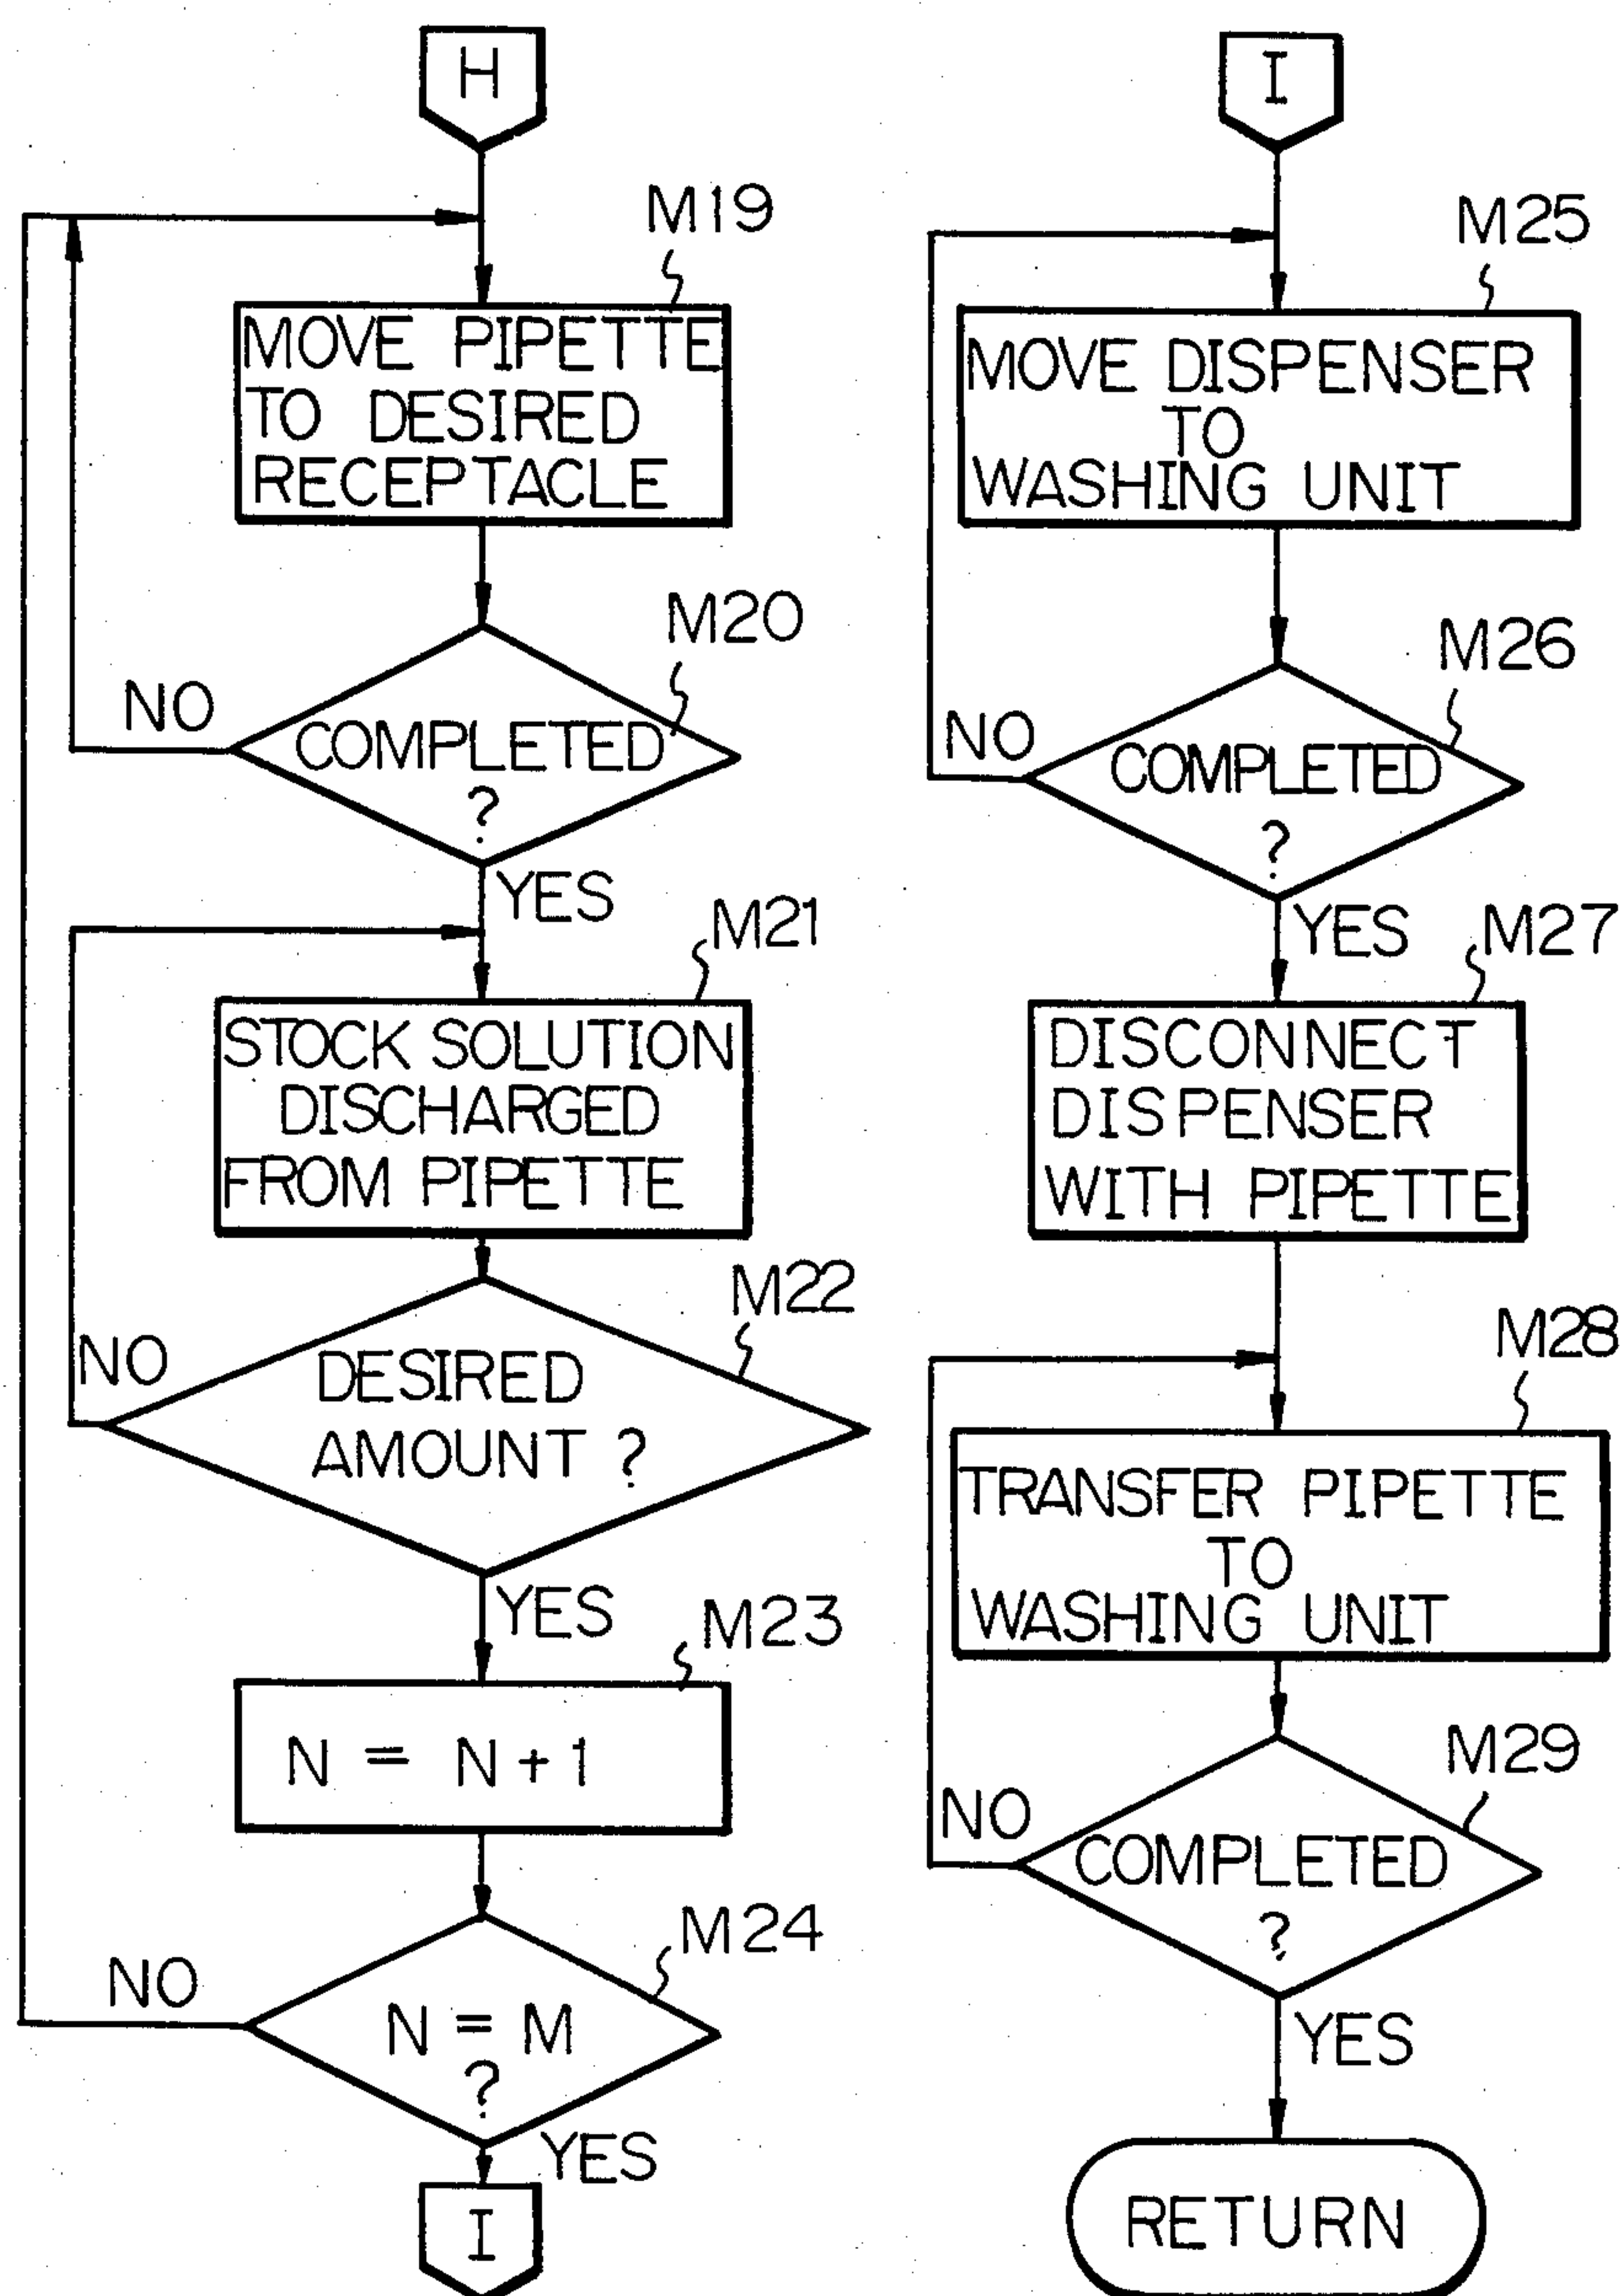 H
M19
MOVE PIPETTE
TO DESIRED
RECEPTACLE
M20
NO
COMPLETED
?
YES
M21
STOCK SOLUTION
DISCHARGED
FROM PIPETTE
M22
NO
DESIRED
AMOUNT ?
YES
M23
N = N + 1
M24
NO
N = M
?
YES
I
I
M25
MOVE DISPENSER
TO
WASHING UNIT
M26
NO
COMPLETED
?
YES
M27
DISCONNECT
DISPENSER
WITH PIPETTE
M28
TRANSFER PIPETTE
TO
WASHING UNIT
M29
NO
COMPLETED
?
YES
RETURN